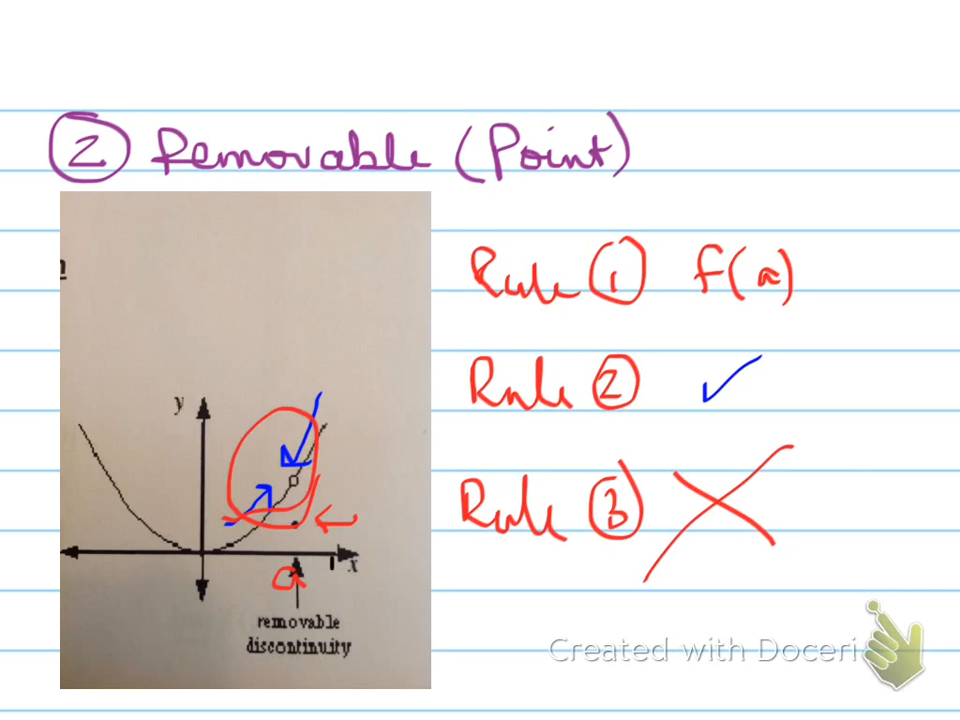 ② Removable (Point)
Rule ① f(a)
y
Rule ② ✓
Rule ③ X
x
a
removable
discontinuity
Created with Doceri